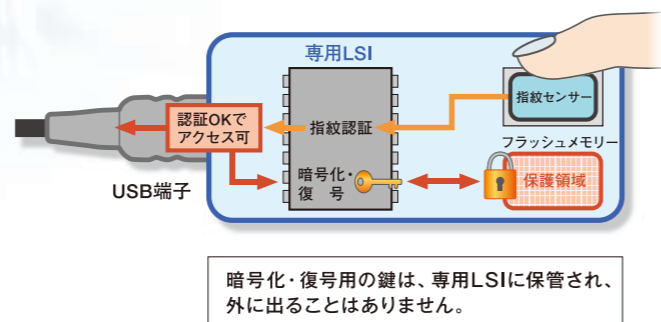 専用LSI
指紋センサー
認証OKで
アクセス可
指紋認証
フラッシュメモリー
暗号化・
復　号
保護領域
USB端子
暗号化・復号用の鍵は、専用LSIに保管され、
外に出ることはありません。